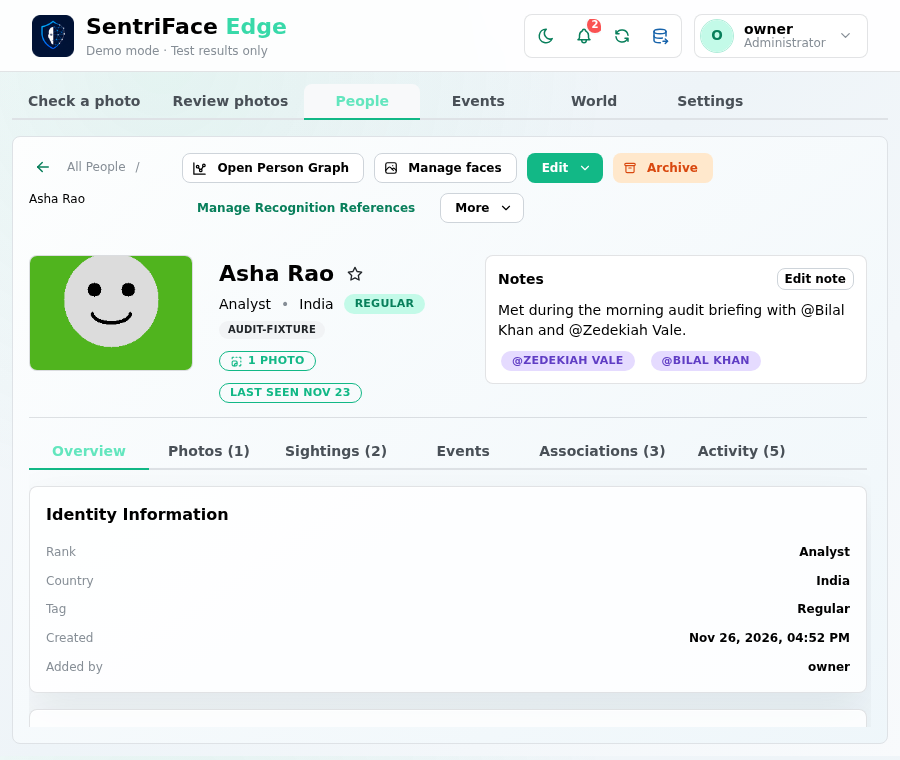 SentriFace Edge
Demo mode · Test results only
2
O
owner
Administrator
Check a photo
Review photos
People
Events
World
Settings
All People /
Asha Rao
Open Person Graph
Manage faces
Edit
Archive
Manage Recognition References
More
Asha Rao
Analyst • India REGULAR
AUDIT-FIXTURE
1 PHOTO
LAST SEEN NOV 23
Notes
Edit note
Met during the morning audit briefing with @Bilal
Khan and @Zedekiah Vale.
@ZEDEKIAH VALE @BILAL KHAN
Overview
Photos (1)
Sightings (2)
Events
Associations (3)
Activity (5)
Identity Information
Rank Analyst
Country India
Tag Regular
Created Nov 26, 2026, 04:52 PM
Added by owner